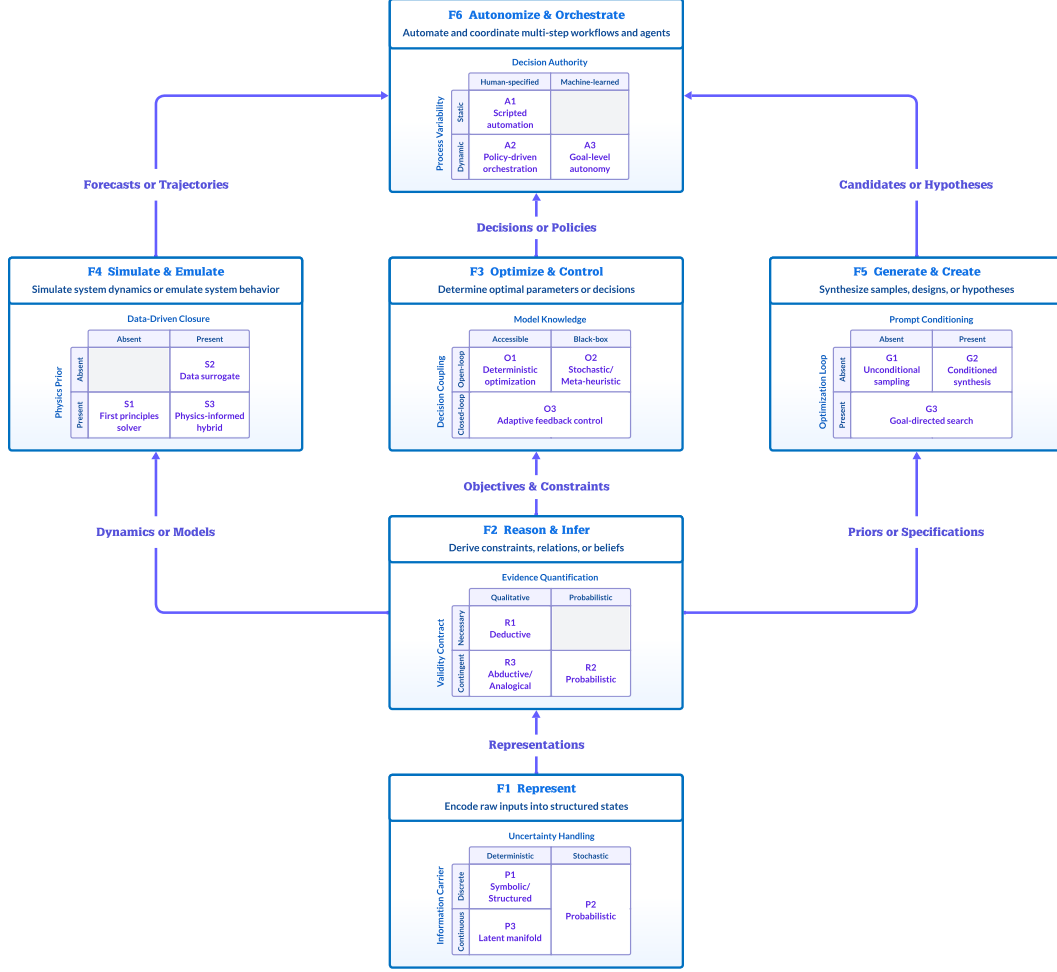 F6 Autonomize & Orchestrate
Automate and coordinate multi-step workflows and agents
Decision Authority
Human-specified
Machine-learned
Process Variability
Static
A1
Scripted
automation
Dynamic
A2
Policy-driven
orchestration
A3
Goal-level
autonomy
Forecasts or Trajectories
Decisions or Policies
Candidates or Hypotheses
F4 Simulate & Emulate
Simulate system dynamics or emulate system behavior
Data-Driven Closure
Absent
Present
Physics Prior
Absent
S2
Data surrogate
Present
S1
First principles
solver
S3
Physics-informed
hybrid
F3 Optimize & Control
Determine optimal parameters or decisions
Model Knowledge
Accessible
Black-box
Decision Coupling
Open-loop
O1
Deterministic
optimization
O2
Stochastic/
Meta-heuristic
Closed-loop
O3
Adaptive feedback control
F5 Generate & Create
Synthesize samples, designs, or hypotheses
Prompt Conditioning
Absent
Present
Optimization Loop
Absent
G1
Unconditional
sampling
G2
Conditioned
synthesis
Present
G3
Goal-directed search
Dynamics or Models
Objectives & Constraints
Priors or Specifications
F2 Reason & Infer
Derive constraints, relations, or beliefs
Evidence Quantification
Qualitative
Probabilistic
Validity Contract
Necessary
R1
Deductive
Contingent
R3
Abductive/
Analogical
R2
Probabilistic
Representations
F1 Represent
Encode raw inputs into structured states
Uncertainty Handling
Deterministic
Stochastic
Information Carrier
Discrete
P1
Symbolic/
Structured
P2
Probabilistic
Continuous
P3
Latent manifold